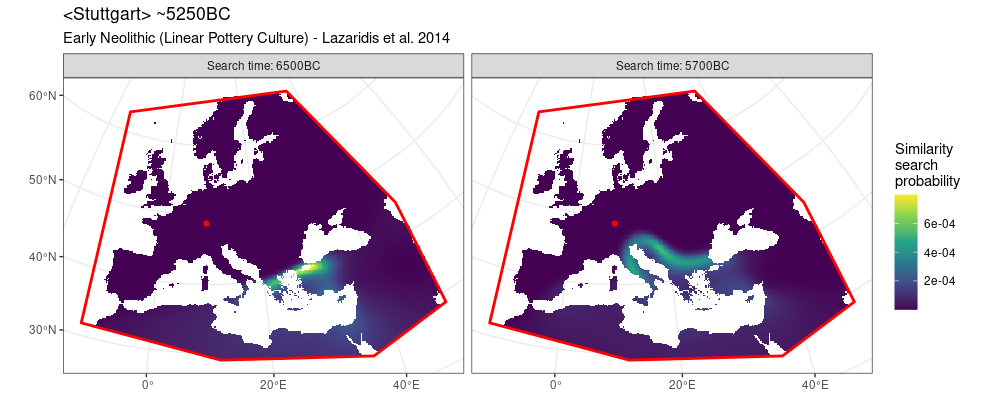 <Stuttgart> ~5250BC
Early Neolithic (Linear Pottery Culture) - Lazaridis et al. 2014
Search time: 6500BC
Search time: 5700BC
60°N
50°N
40°N
30°N
0°
20°E
40°E
0°
20°E
40°E
Similarity
search
probability
6e-04
4e-04
2e-04